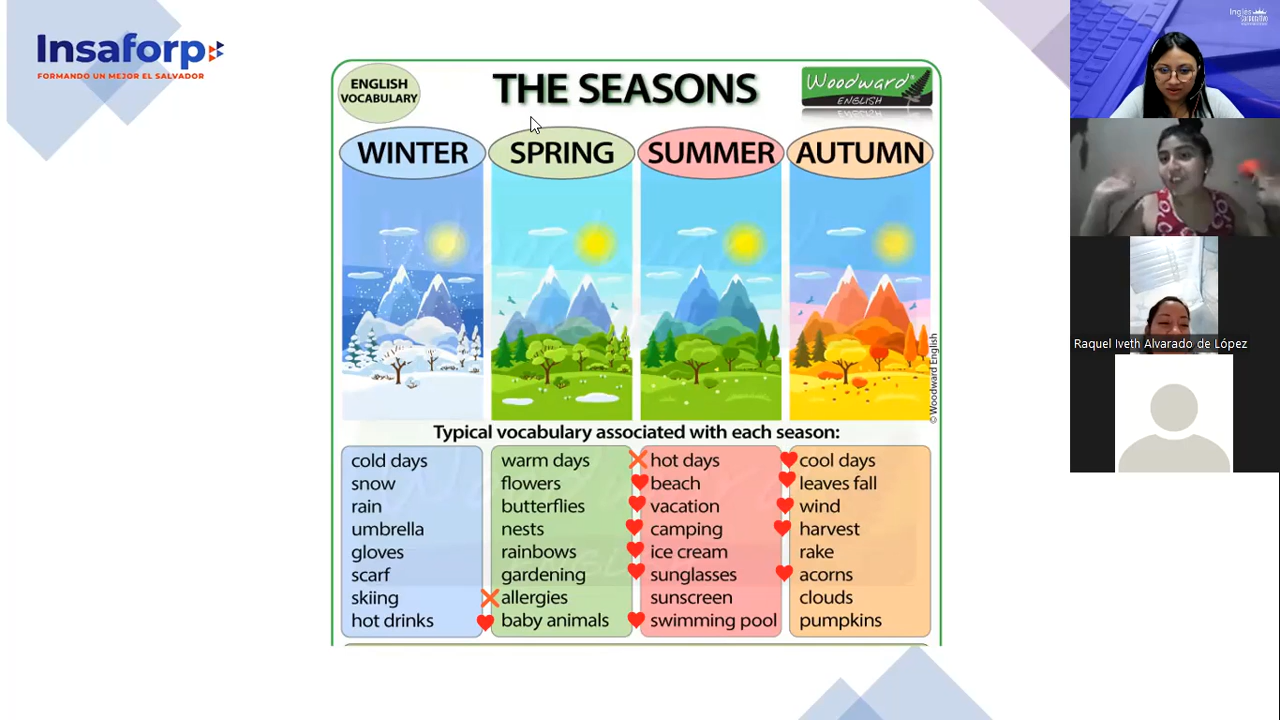 Insaforp
FORMANDO UN MEJOR EL SALVADOR
ENGLISH
VOCABULARY
THE SEASONS
Woodward®
ENGLISH
WINTER
SPRING
SUMMER
AUTUMN
© Woodward English
Typical vocabulary associated with each season:
cold days
snow
rain
umbrella
gloves
scarf
skiing
hot drinks
warm days
flowers
butterflies
nests
rainbows
gardening
allergies
baby animals
hot days
beach
vacation
camping
ice cream
sunglasses
sunscreen
swimming pool
cool days
leaves fall
wind
harvest
rake
acorns
clouds
pumpkins
Raquel Iveth Alvarado de López